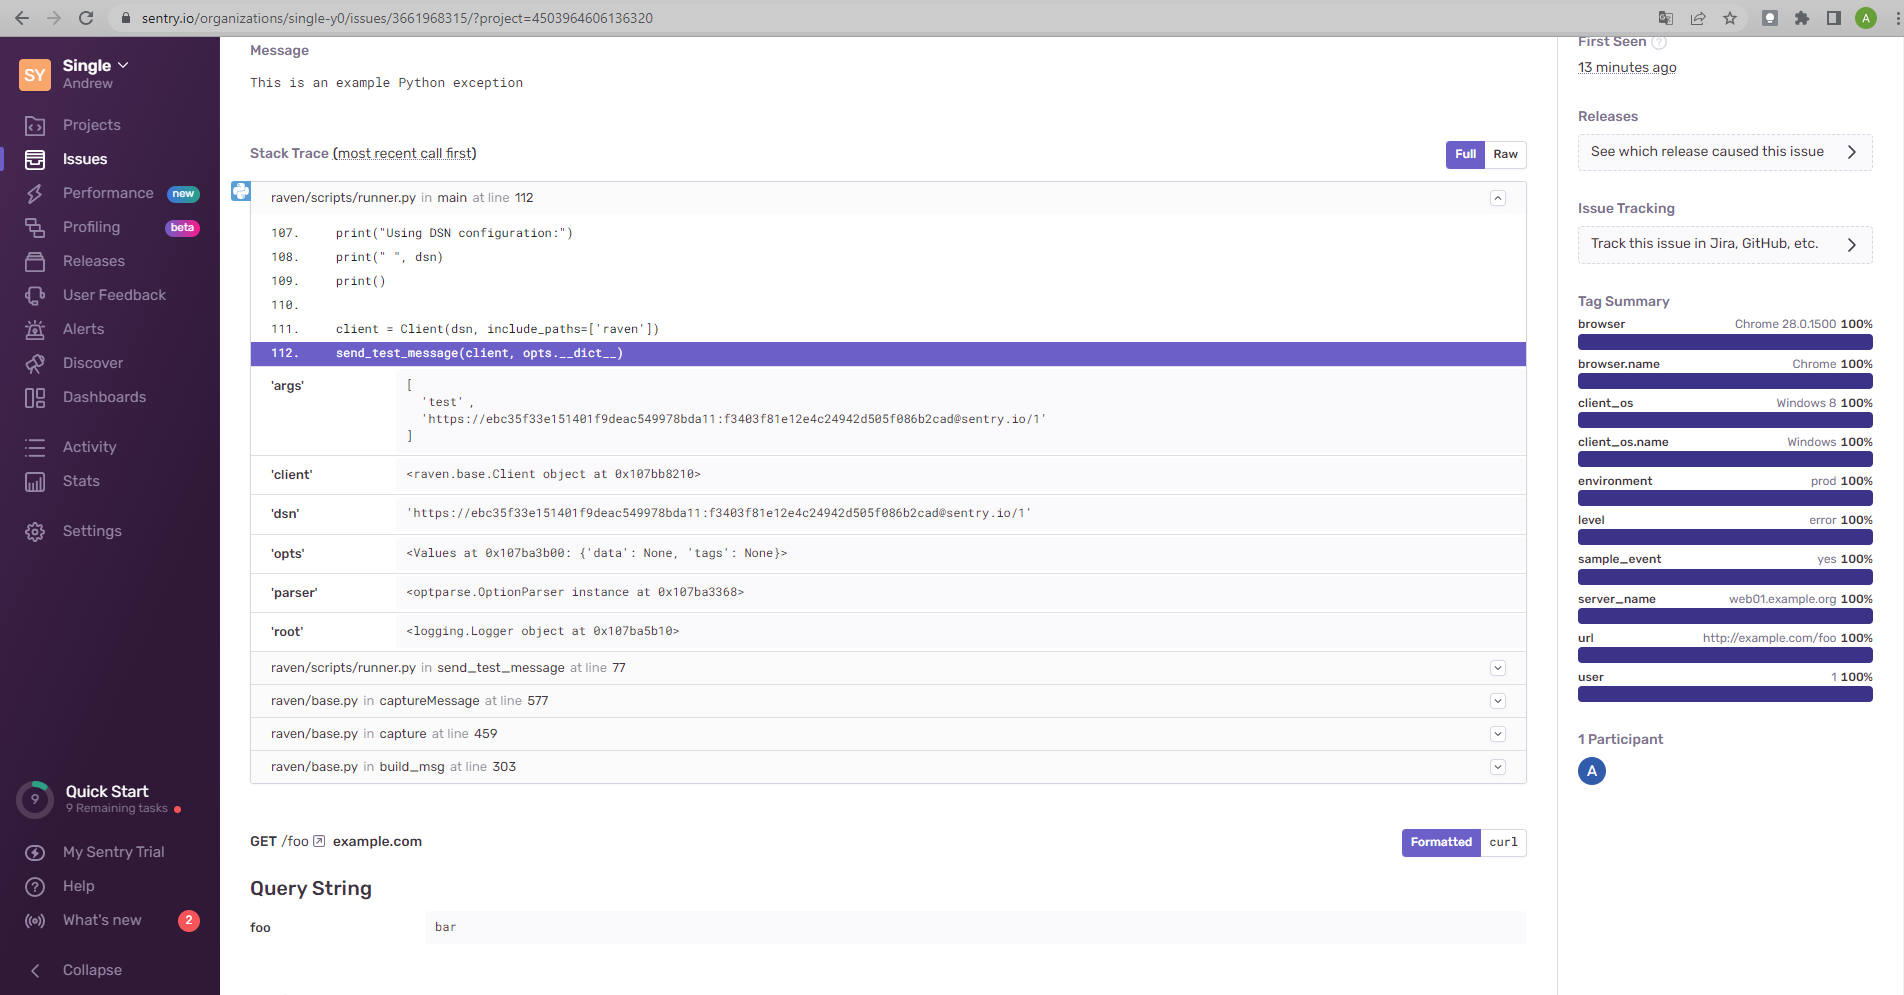 sentry.io/organizations/single-y0/issues/3661968315/?project=4503964606136320
A
SY
Single
Andrew
Projects
Issues
Performance new
Profiling beta
Releases
User Feedback
Alerts
Discover
Dashboards
Activity
Stats
Settings
9
Quick Start
9 Remaining tasks
My Sentry Trial
Help
What's new 2
Collapse
Message
This is an example Python exception
Stack Trace (most recent call first)
Full Raw
raven/scripts/runner.py in main at line 112
107. print("Using DSN configuration:")
108. print(" ", dsn)
109. print()
110.
111. client = Client(dsn, include_paths=['raven'])
112. send_test_message(client, opts.__dict__)
'args' [
'test' ,
'https://ebc35f33e151401f9deac549978bda11:f3403f81e12e4c24942d505f086b2cad@sentry.io/1'
]
'client' <raven.base.Client object at 0x107bb8210>
'dsn' 'https://ebc35f33e151401f9deac549978bda11:f3403f81e12e4c24942d505f086b2cad@sentry.io/1'
'opts' <Values at 0x107ba3b00: {'data': None, 'tags': None}>
'parser' <optparse.OptionParser instance at 0x107ba3368>
'root' <logging.Logger object at 0x107ba5b10>
raven/scripts/runner.py in send_test_message at line 77
raven/base.py in captureMessage at line 577
raven/base.py in capture at line 459
raven/base.py in build_msg at line 303
GET /foo example.com
Formatted curl
Query String
foo bar
First Seen ?
13 minutes ago
Releases
See which release caused this issue
Issue Tracking
Track this issue in Jira, GitHub, etc.
Tag Summary
browser Chrome 28.0.1500 100%
browser.name Chrome 100%
client_os Windows 8 100%
client_os.name Windows 100%
environment prod 100%
level error 100%
sample_event yes 100%
server_name web01.example.org 100%
url http://example.com/foo 100%
user 1 100%
1 Participant
A